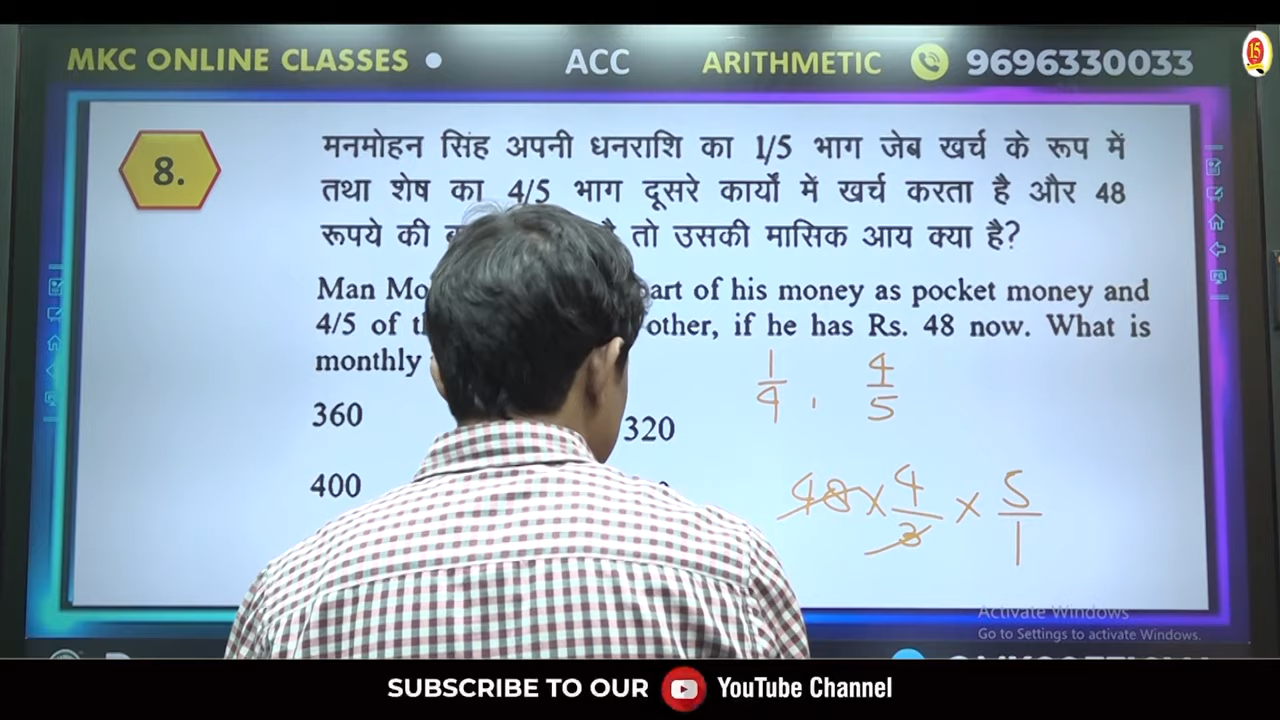 MKC ONLINE CLASSES • ACC ARITHMETIC 9696330033
15
8.
मनमोहन सिंह अपनी धनराशि का 1/5 भाग जेब खर्च के रूप में
तथा शेष का 4/5 भाग दूसरे कार्यों में खर्च करता है और 48
रूपये की है तो उसकी मासिक आय क्या है?
Man part of his money as pocket money and
4/5 of other, if he has Rs. 48 now. What is
monthly
1/4 , 4/5
360 320
400
48 × 4/3 × 5/1
Activate Windows
Go to Settings to activate Windows.
SUBSCRIBE TO OUR YouTube Channel